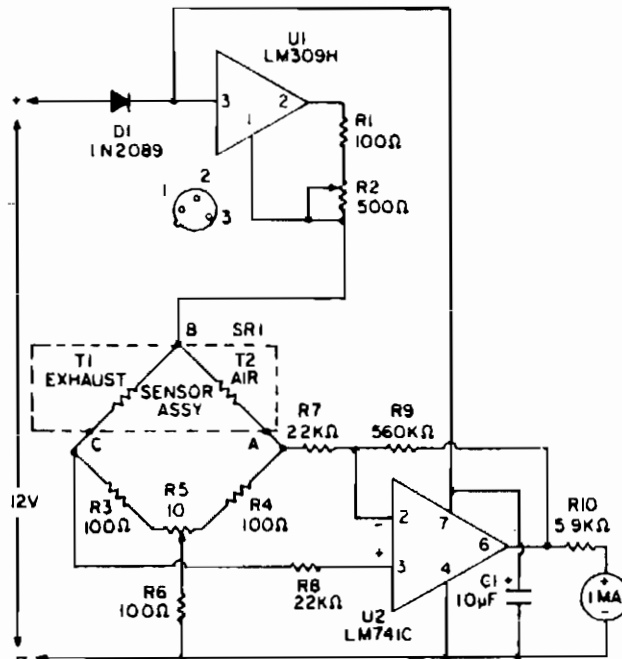 U1
LM309H
+
3
2
1
D1
1N2089
R1
100Ω
R2
500Ω
1
2
3
B
SR1
T1
EXHAUST
T2
AIR
SENSOR
ASSY
C
A
R7
22KΩ
R9
560KΩ
12V
R3
100Ω
R5
10
R4
100Ω
R6
100Ω
R8
22KΩ
-
2
+
3
7
6
4
U2
LM741C
C1
+
10µF
R10
5.9KΩ
+
1 MA
-
-